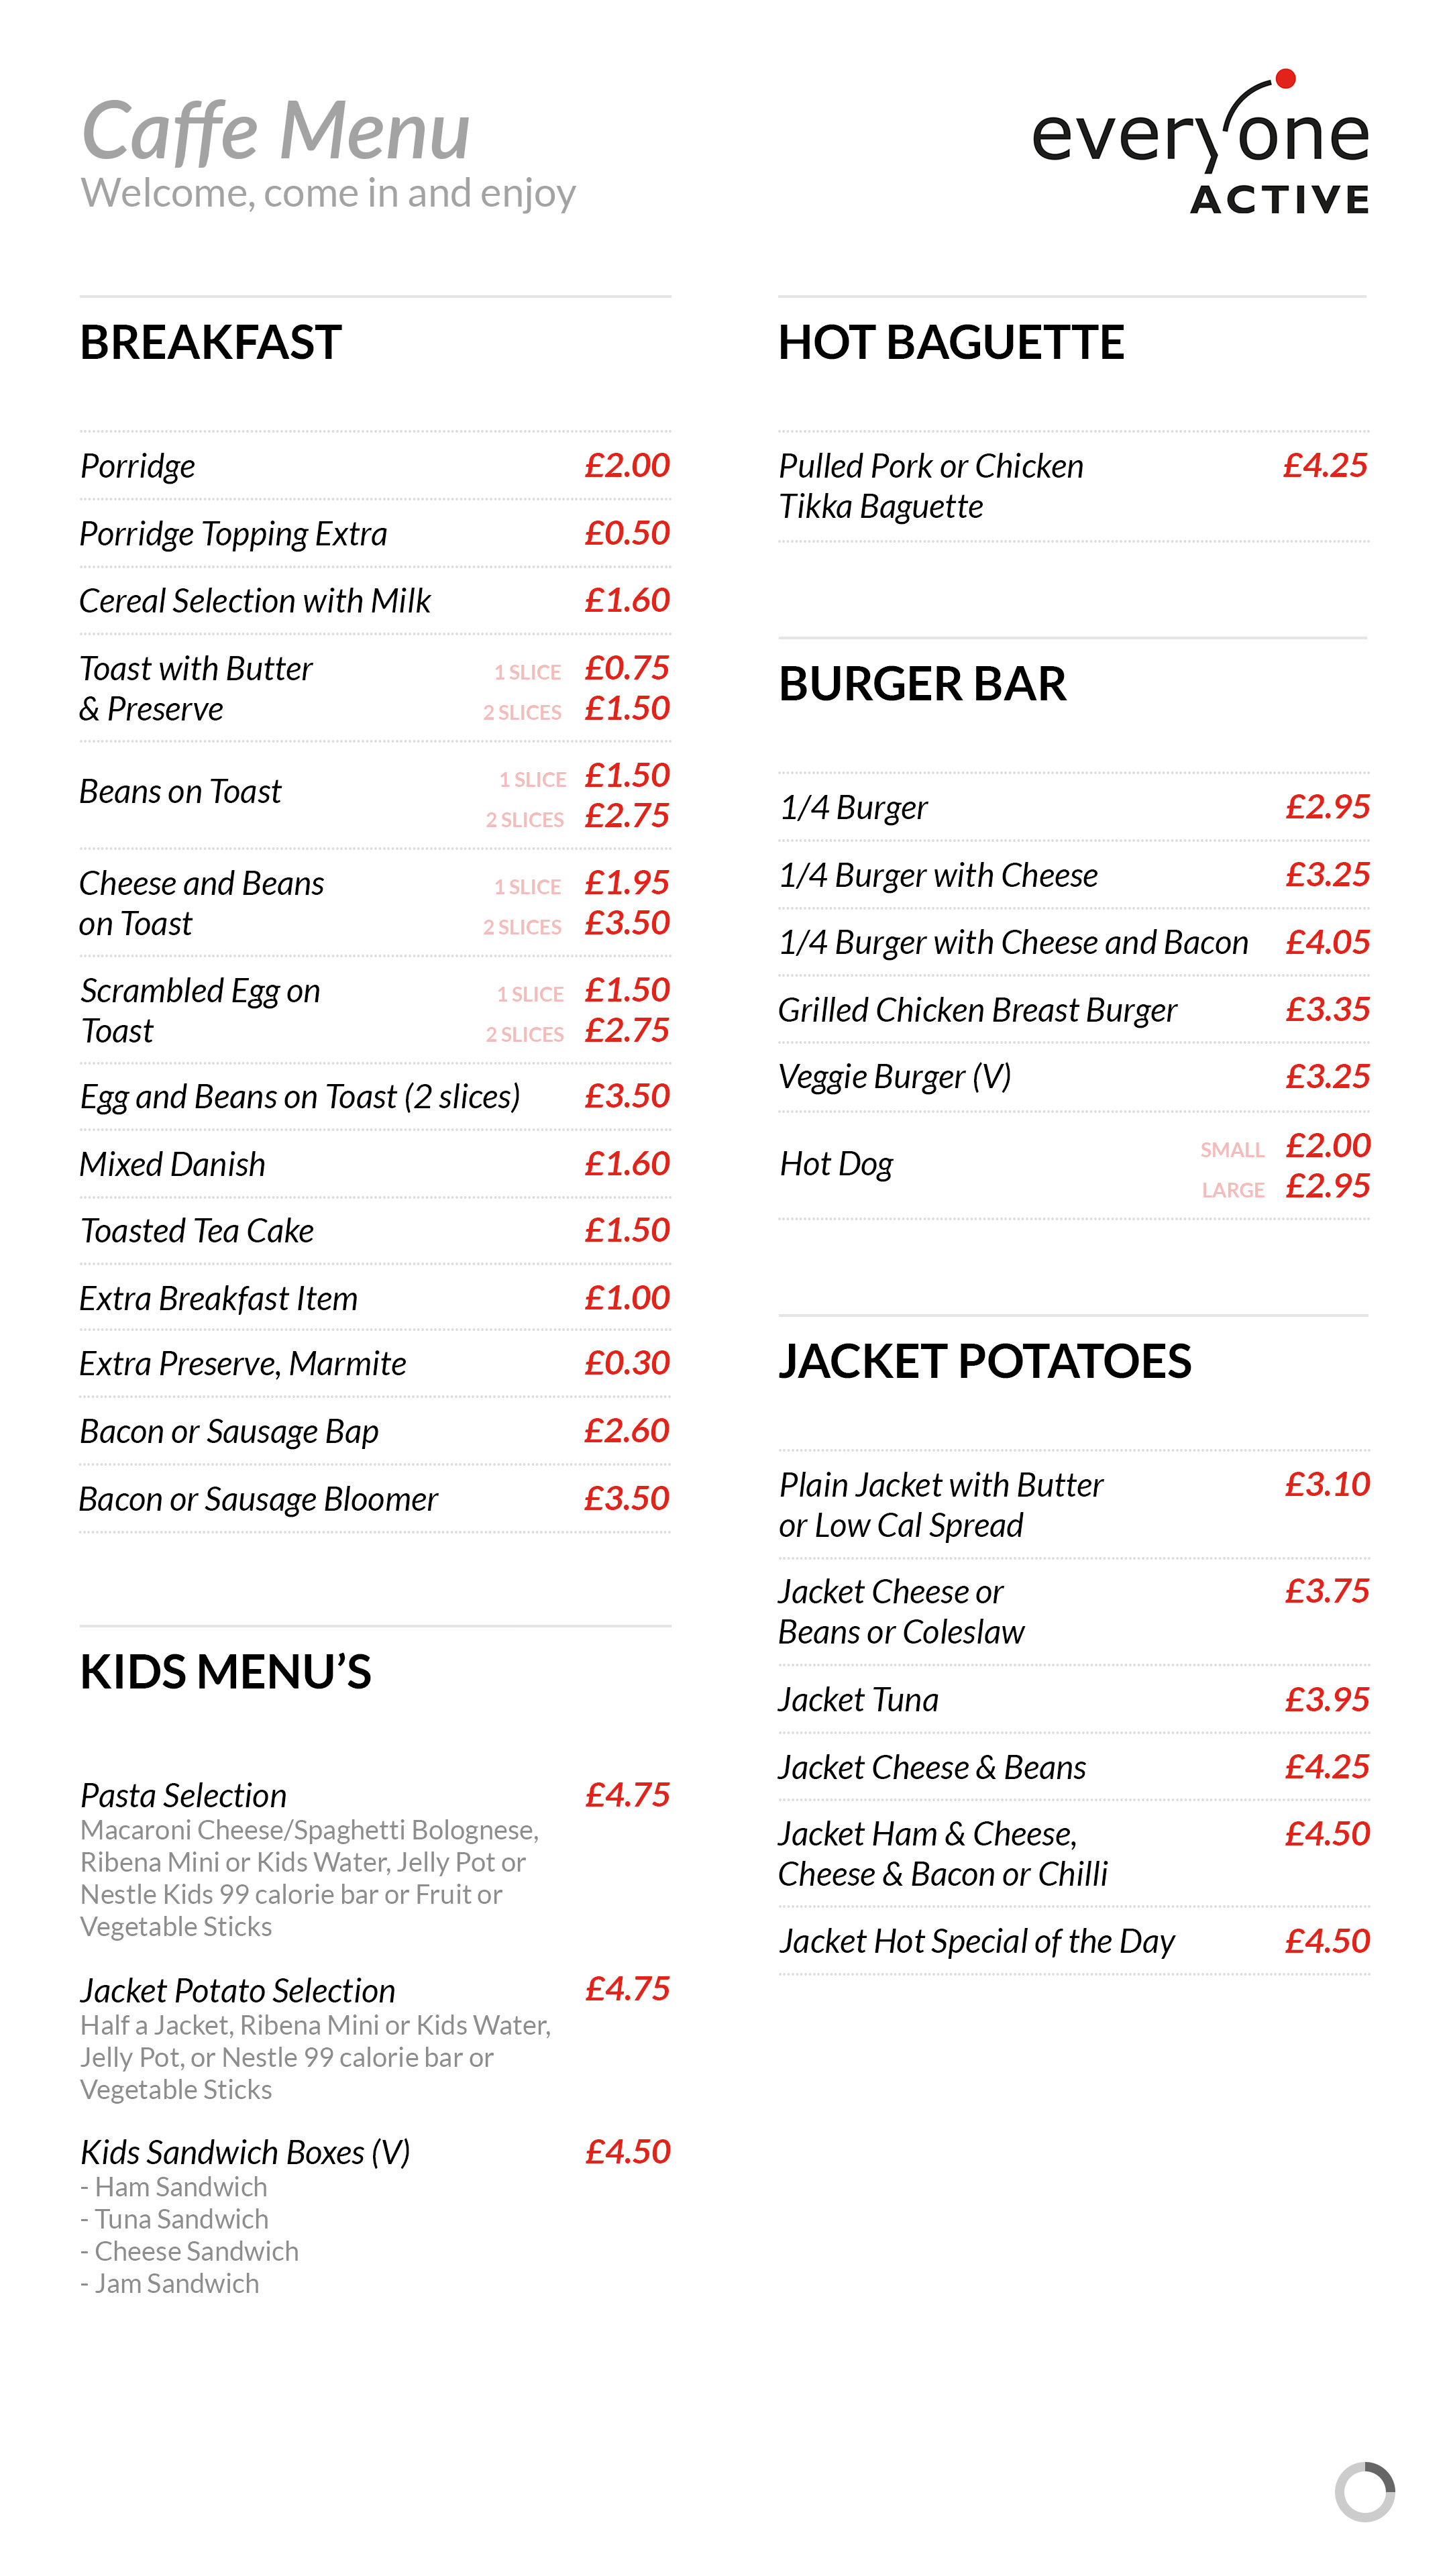 Caffe Menu
Welcome, come in and enjoy
everyone
ACTIVE
BREAKFAST
Porridge £2.00
Porridge Topping Extra £0.50
Cereal Selection with Milk £1.60
Toast with Butter 1 SLICE £0.75
& Preserve 2 SLICES £1.50
Beans on Toast
1 SLICE £1.50
2 SLICES £2.75
Cheese and Beans 1 SLICE £1.95
on Toast 2 SLICES £3.50
Scrambled Egg on 1 SLICE £1.50
Toast 2 SLICES £2.75
Egg and Beans on Toast (2 slices) £3.50
Mixed Danish £1.60
Toasted Tea Cake £1.50
Extra Breakfast Item £1.00
Extra Preserve, Marmite £0.30
Bacon or Sausage Bap £2.60
Bacon or Sausage Bloomer £3.50
KIDS MENU’S
Pasta Selection £4.75
Macaroni Cheese/Spaghetti Bolognese,
Ribena Mini or Kids Water, Jelly Pot or
Nestle Kids 99 calorie bar or Fruit or
Vegetable Sticks
Jacket Potato Selection £4.75
Half a Jacket, Ribena Mini or Kids Water,
Jelly Pot, or Nestle 99 calorie bar or
Vegetable Sticks
Kids Sandwich Boxes (V) £4.50
- Ham Sandwich
- Tuna Sandwich
- Cheese Sandwich
- Jam Sandwich
HOT BAGUETTE
Pulled Pork or Chicken £4.25
Tikka Baguette
BURGER BAR
1/4 Burger £2.95
1/4 Burger with Cheese £3.25
1/4 Burger with Cheese and Bacon £4.05
Grilled Chicken Breast Burger £3.35
Veggie Burger (V) £3.25
Hot Dog
SMALL £2.00
LARGE £2.95
JACKET POTATOES
Plain Jacket with Butter £3.10
or Low Cal Spread
Jacket Cheese or £3.75
Beans or Coleslaw
Jacket Tuna £3.95
Jacket Cheese & Beans £4.25
Jacket Ham & Cheese, £4.50
Cheese & Bacon or Chilli
Jacket Hot Special of the Day £4.50